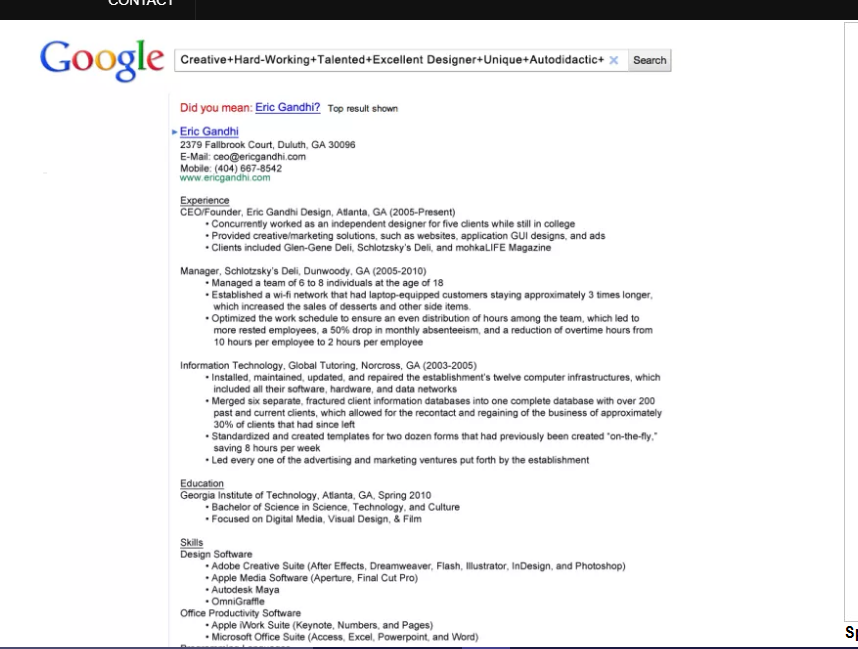 CONTACT
Google
Creative+Hard-Working+Talented+Excellent Designer+Unique+Autodidactic+ × Search
Did you mean: Eric Gandhi? Top result shown
Eric Gandhi
2379 Fallbrook Court, Duluth, GA 30096
E-Mail: ceo@ericgandhi.com
Mobile: (404) 667-8542
www.ericgandhi.com
Experience
CEO/Founder, Eric Gandhi Design, Atlanta, GA (2005-Present)
• Concurrently worked as an independent designer for five clients while still in college
• Provided creative/marketing solutions, such as websites, application GUI designs, and ads
• Clients included Glen-Gene Deli, Schlotzsky's Deli, and mohkaLIFE Magazine
Manager, Schlotzsky's Deli, Dunwoody, GA (2005-2010)
• Managed a team of 6 to 8 individuals at the age of 18
• Established a wi-fi network that had laptop-equipped customers staying approximately 3 times longer,
which increased the sales of desserts and other side items.
• Optimized the work schedule to ensure an even distribution of hours among the team, which led to
more rested employees, a 50% drop in monthly absenteeism, and a reduction of overtime hours from
10 hours per employee to 2 hours per employee
Information Technology, Global Tutoring, Norcross, GA (2003-2005)
• Installed, maintained, updated, and repaired the establishment's twelve computer infrastructures, which
included all their software, hardware, and data networks
• Merged six separate, fractured client information databases into one complete database with over 200
past and current clients, which allowed for the recontact and regaining of the business of approximately
30% of clients that had since left
• Standardized and created templates for two dozen forms that had previously been created "on-the-fly,"
saving 8 hours per week
• Led every one of the advertising and marketing ventures put forth by the establishment
Education
Georgia Institute of Technology, Atlanta, GA, Spring 2010
• Bachelor of Science in Science, Technology, and Culture
• Focused on Digital Media, Visual Design, & Film
Skills
Design Software
• Adobe Creative Suite (After Effects, Dreamweaver, Flash, Illustrator, InDesign, and Photoshop)
• Apple Media Software (Aperture, Final Cut Pro)
• Autodesk Maya
• OmniGraffle
Office Productivity Software
• Apple iWork Suite (Keynote, Numbers, and Pages)
• Microsoft Office Suite (Access, Excel, Powerpoint, and Word)